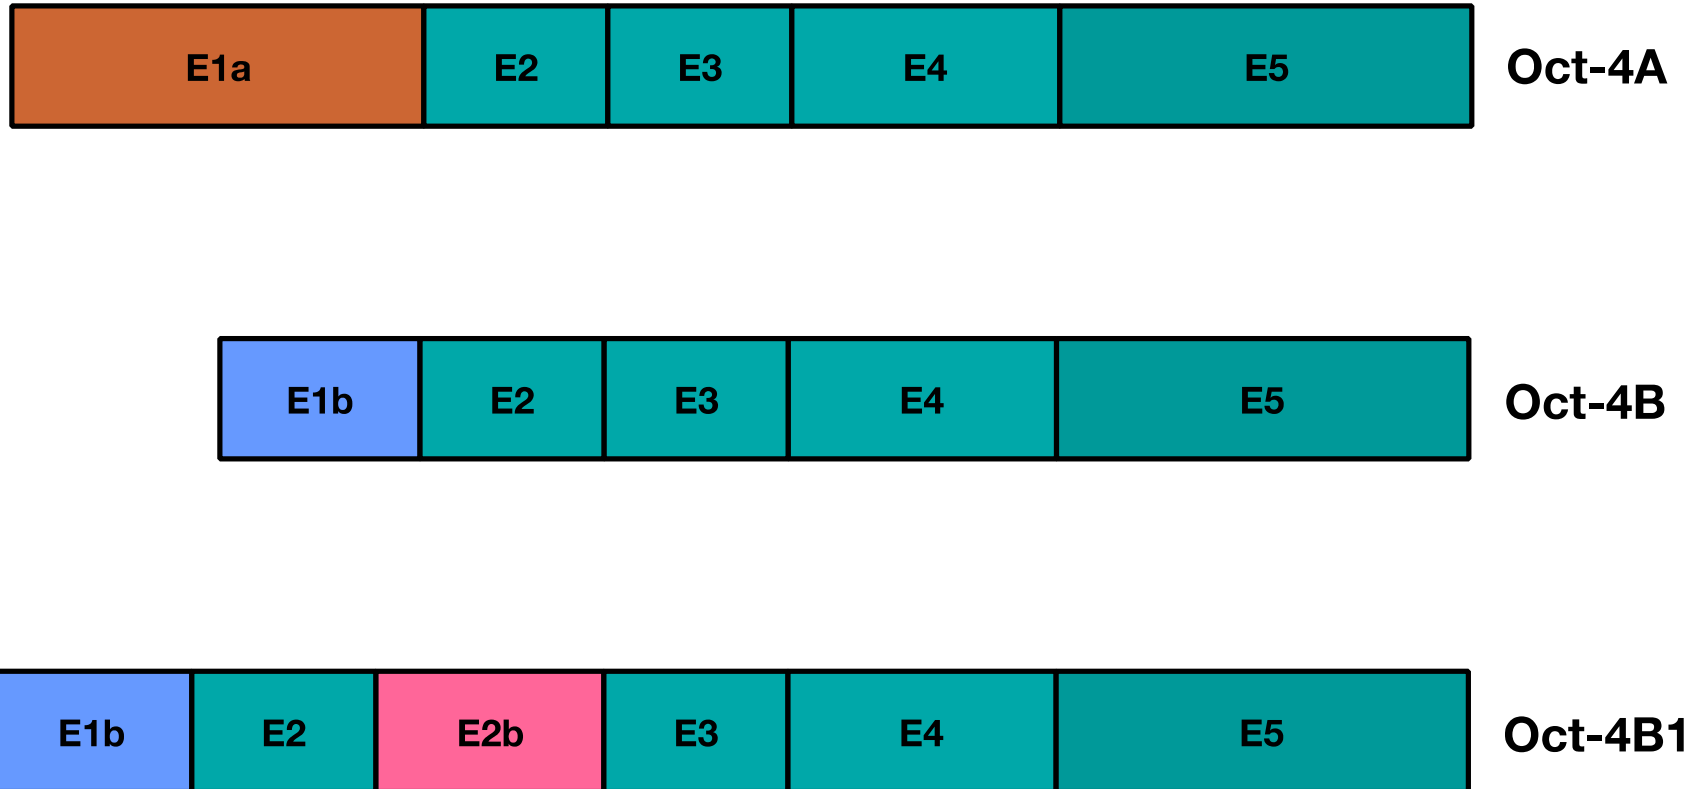 E1a E2 E3 E4 E5 Oct-4A
E1b E2 E3 E4 E5 Oct-4B
E1b E2 E2b E3 E4 E5 Oct-4B1